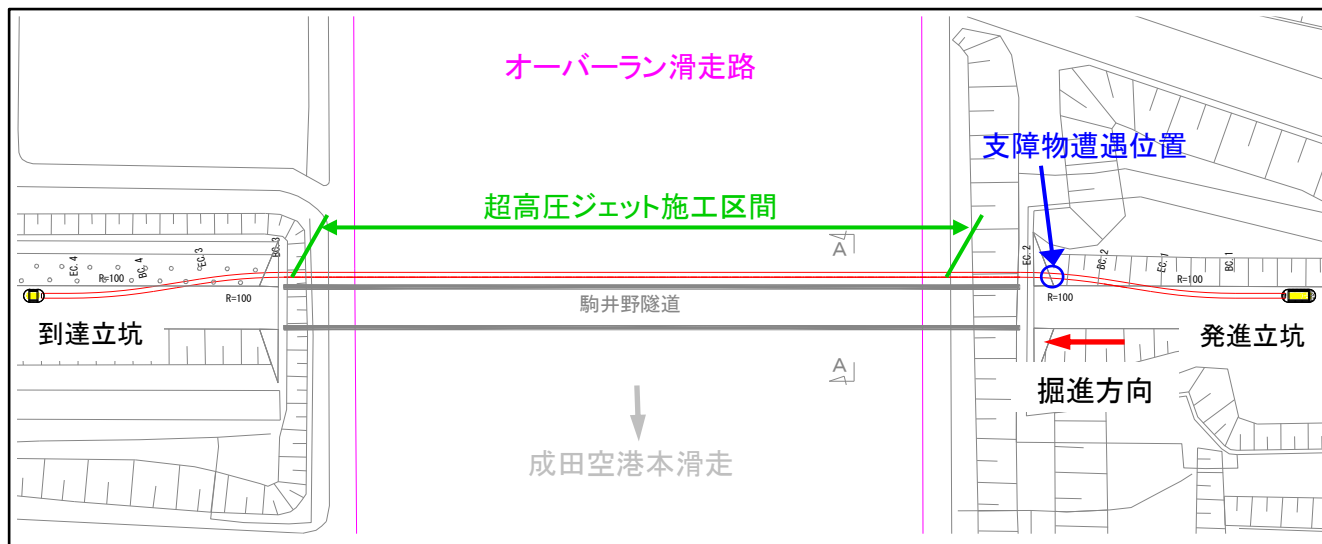 オーバーラン滑走路
支障物遭遇位置
超高圧ジェット施工区間
A
EC.4
BC.4
EC.3
BC.3
EC.2
BC.2
EC.1
BC.1
R=100
R=100
R=100
R=100
駒井野隧道
到達立坑
発進立坑
A
掘進方向
成田空港本滑走